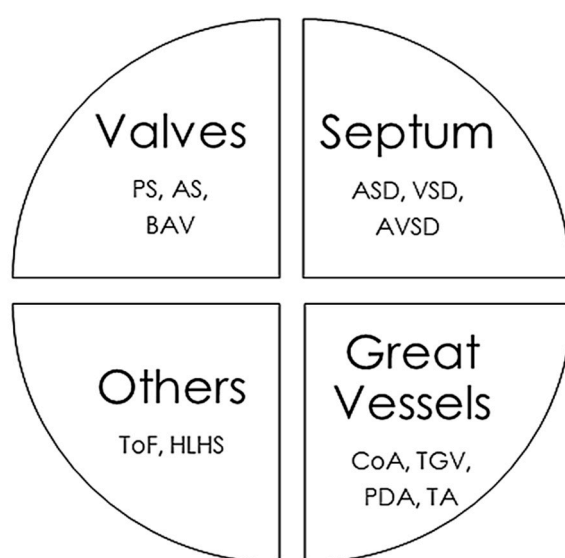 Valves
PS, AS,
BAV
Septum
ASD, VSD,
AVSD
Others
ToF, HLHS
Great
Vessels
CoA, TGV,
PDA, TA